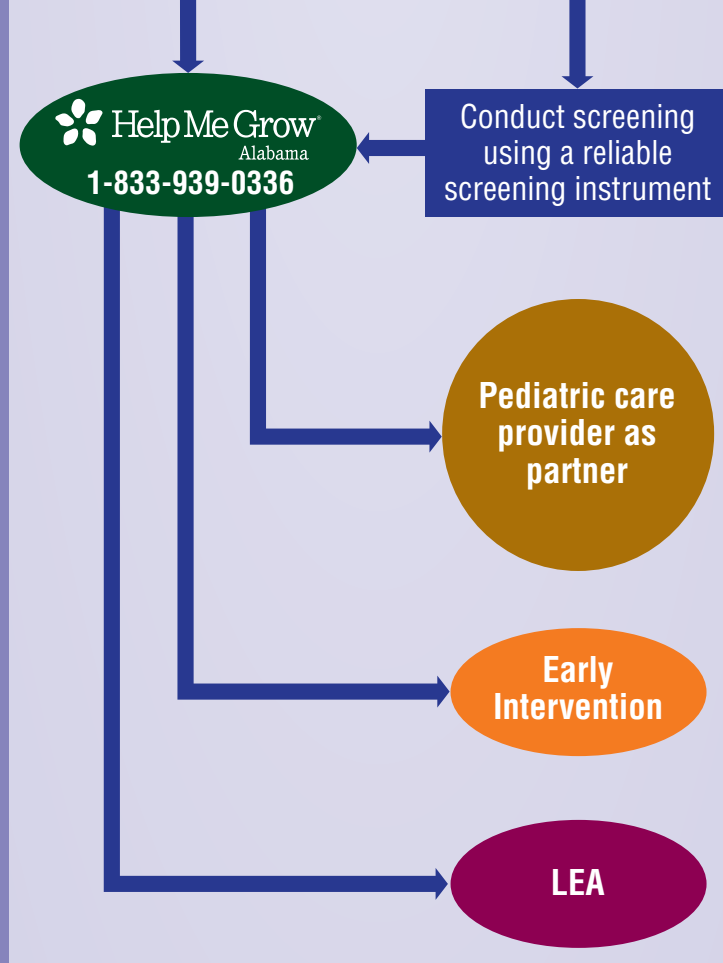 Help Me Grow®
Alabama
1-833-939-0336
Conduct screening
using a reliable
screening instrument
Pediatric care
provider as
partner
Early
Intervention
LEA